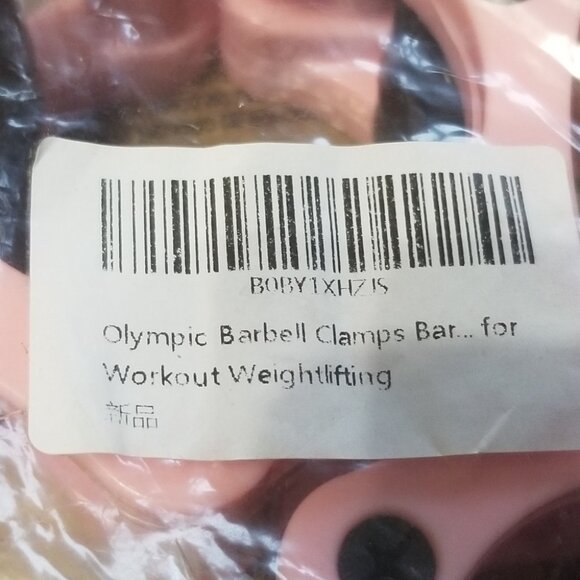 B0BY1XHZJS
Olympic Barbell Clamps Bar... for
Workout Weightlifting
新品